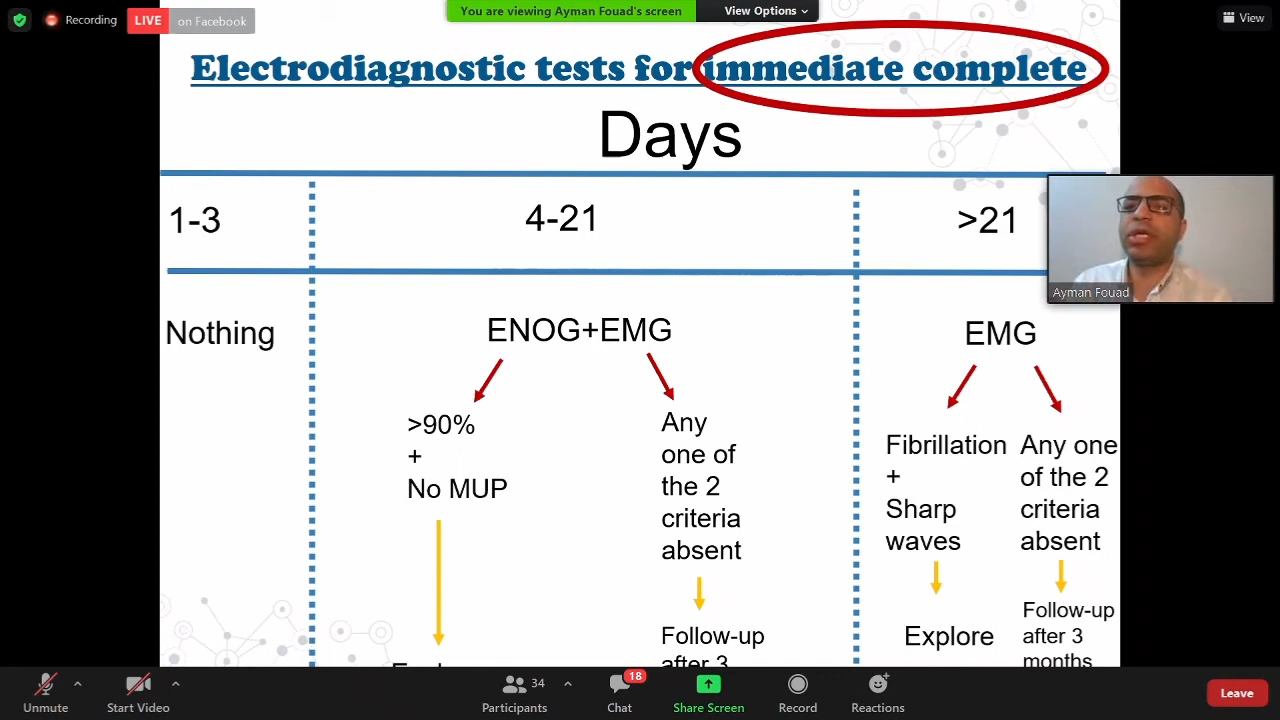 Recording
LIVE on Facebook
You are viewing Ayman Fouad's screen
View Options
View
Electrodiagnostic tests for immediate complete
Days
1-3
4-21
>21
Ayman Fouad
Nothing
ENOG+EMG
EMG
>90%
+
No MUP
Any
one of
the 2
criteria
absent
Follow-up
after 3
Fibrillation
+
Sharp
waves
Explore
Any one
of the 2
criteria
absent
Follow-up
after 3
months
Unmute
Start Video
34
Participants
18
Chat
Share Screen
Record
Reactions
Leave